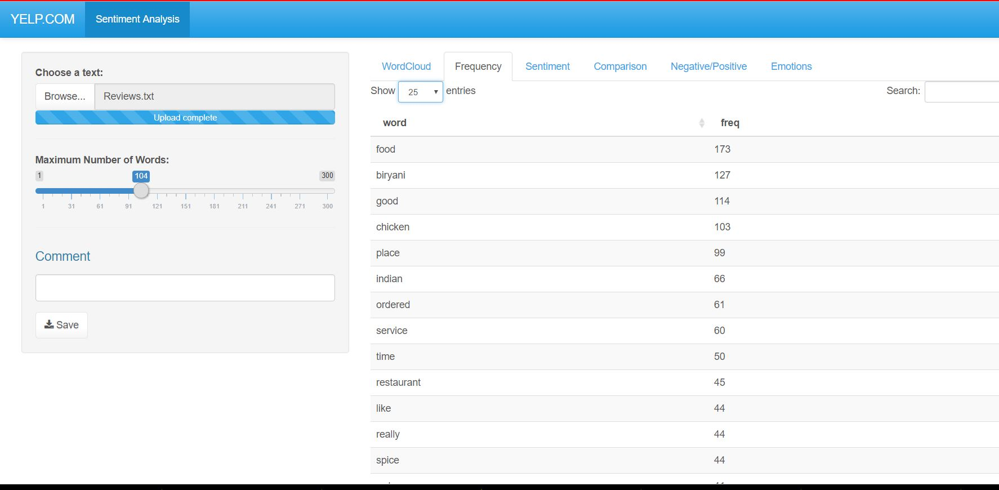 YELP.COM Sentiment Analysis
Choose a text:
Browse... Reviews.txt
Upload complete
Maximum Number of Words:
1 104 300
1 31 61 91 121 151 181 211 241 271 300
Comment
Save
WordCloud Frequency Sentiment Comparison Negative/Positive Emotions
Show 25 entries Search:
word freq
food 173
biryani 127
good 114
chicken 103
place 99
indian 66
ordered 61
service 60
time 50
restaurant 45
like 44
really 44
spice 44